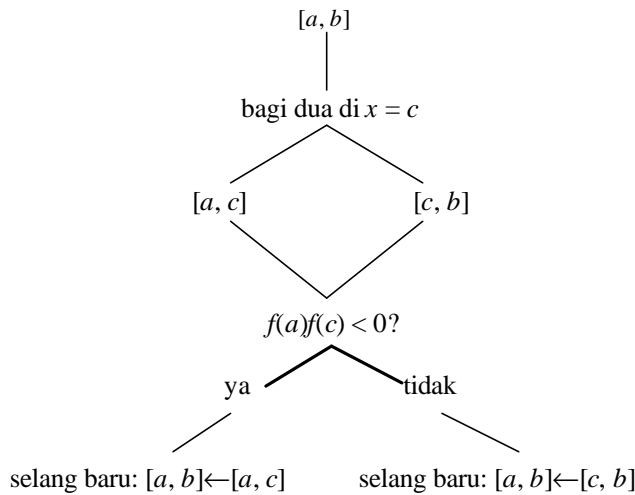 [a, b]
bagi dua di x = c
[a, c]
[c, b]
f(a)f(c) < 0?
ya
tidak
selang baru: [a, b]←[a, c]
selang baru: [a, b]←[c, b]